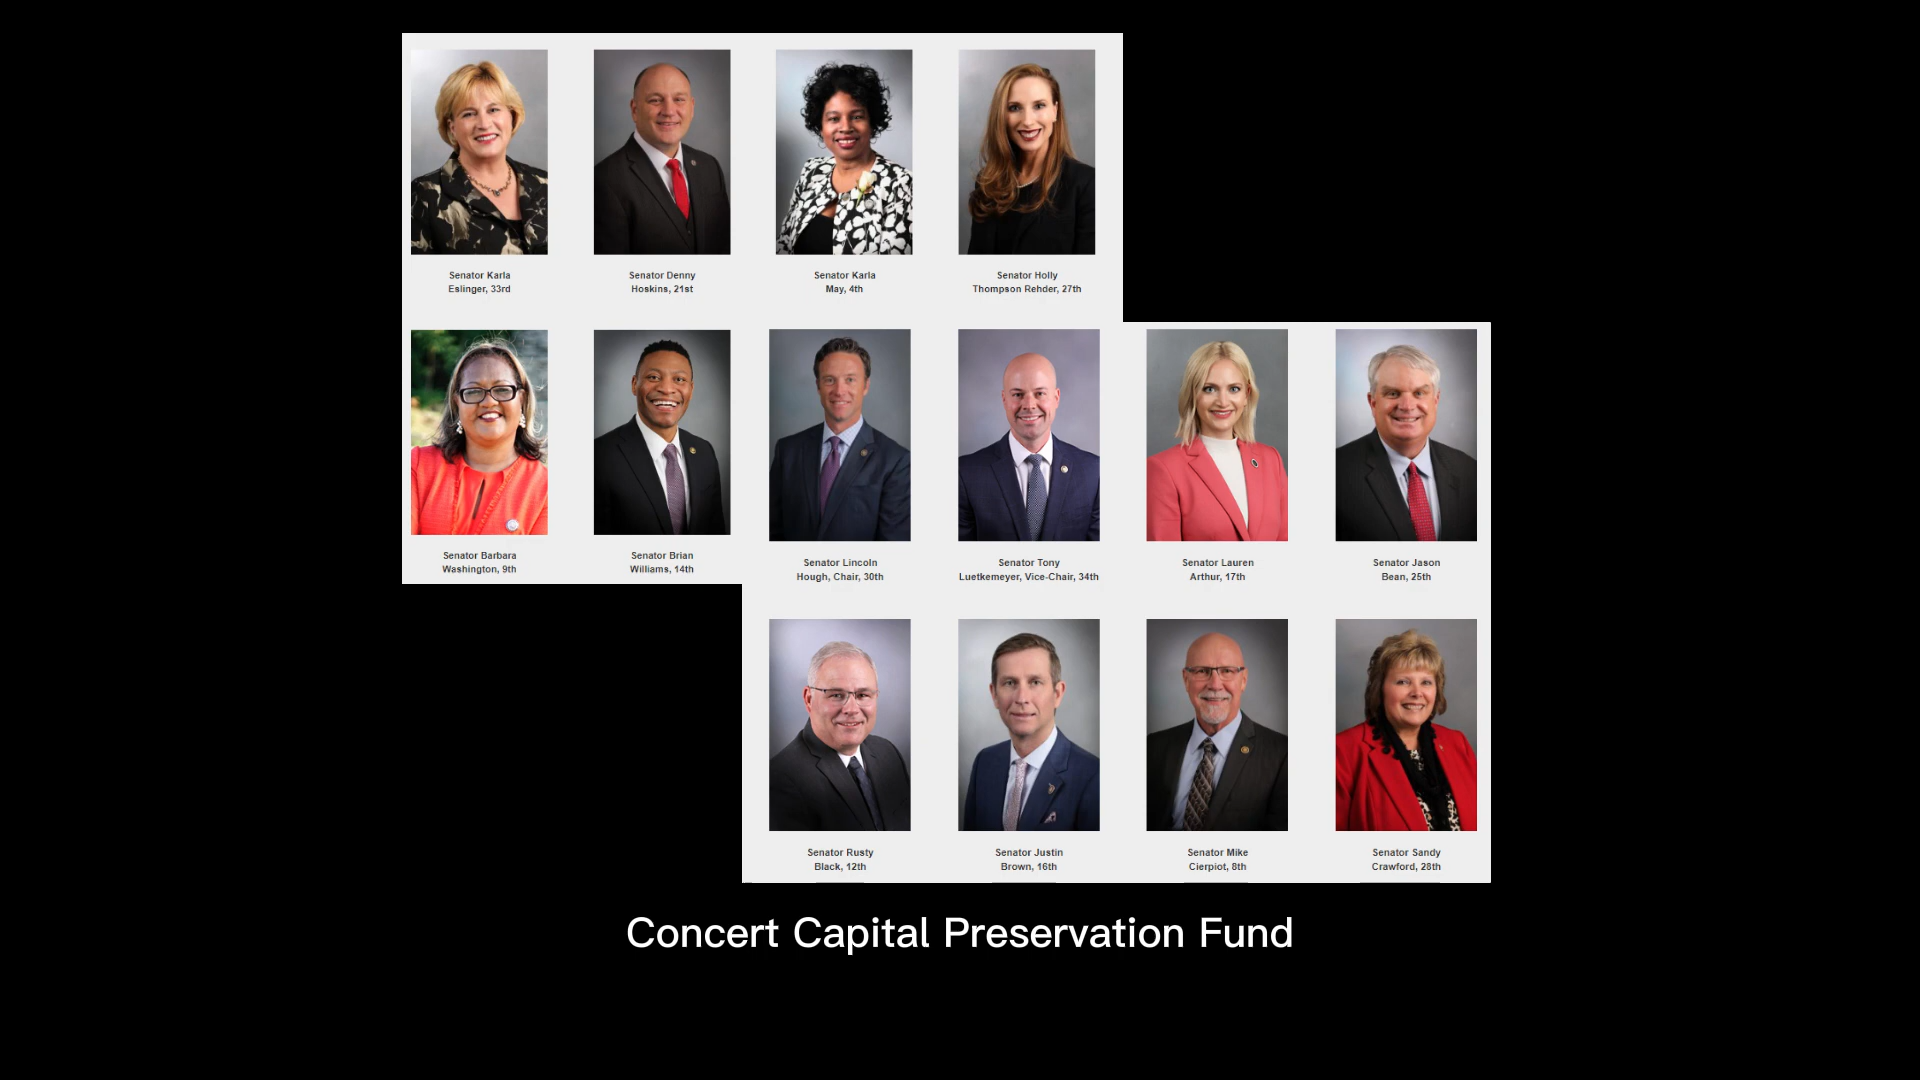 Senator Karla
Eslinger, 33rd
Senator Denny
Hoskins, 21st
Senator Karla
May, 4th
Senator Holly
Thompson Rehder, 27th
Senator Barbara
Washington, 9th
Senator Brian
Williams, 14th
Senator Lincoln
Hough, Chair, 30th
Senator Tony
Luetkemeyer, Vice-Chair, 34th
Senator Lauren
Arthur, 17th
Senator Jason
Bean, 25th
Senator Rusty
Black, 12th
Senator Justin
Brown, 16th
Senator Mike
Cierpiot, 8th
Senator Sandy
Crawford, 28th
Concert Capital Preservation Fund